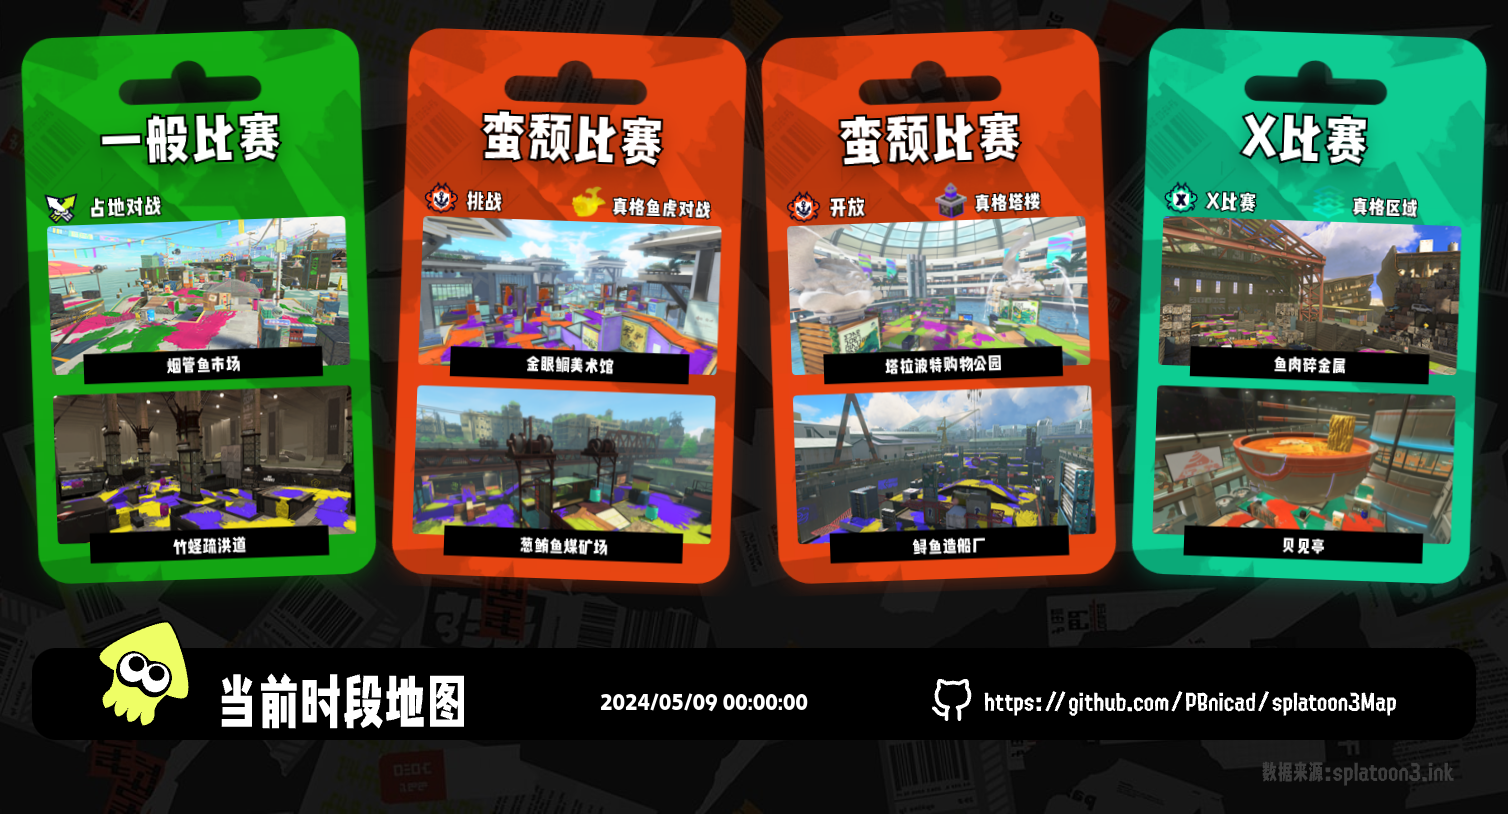 一般比赛
占地对战
烟管鱼市场
竹蛏疏洪道
蛮颓比赛
挑战
真格鱼虎对战
金眼鲷美术馆
葱鲔鱼煤矿场
蛮颓比赛
开放
真格塔楼
塔拉波特购物公园
鲟鱼造船厂
X比赛
X比赛
真格区域
鱼肉碎金属
贝见亭
当前时段地图
2024/05/09 00:00:00
https://github.com/PBnicad/splatoon3Map
数据来源:splatoon3.ink